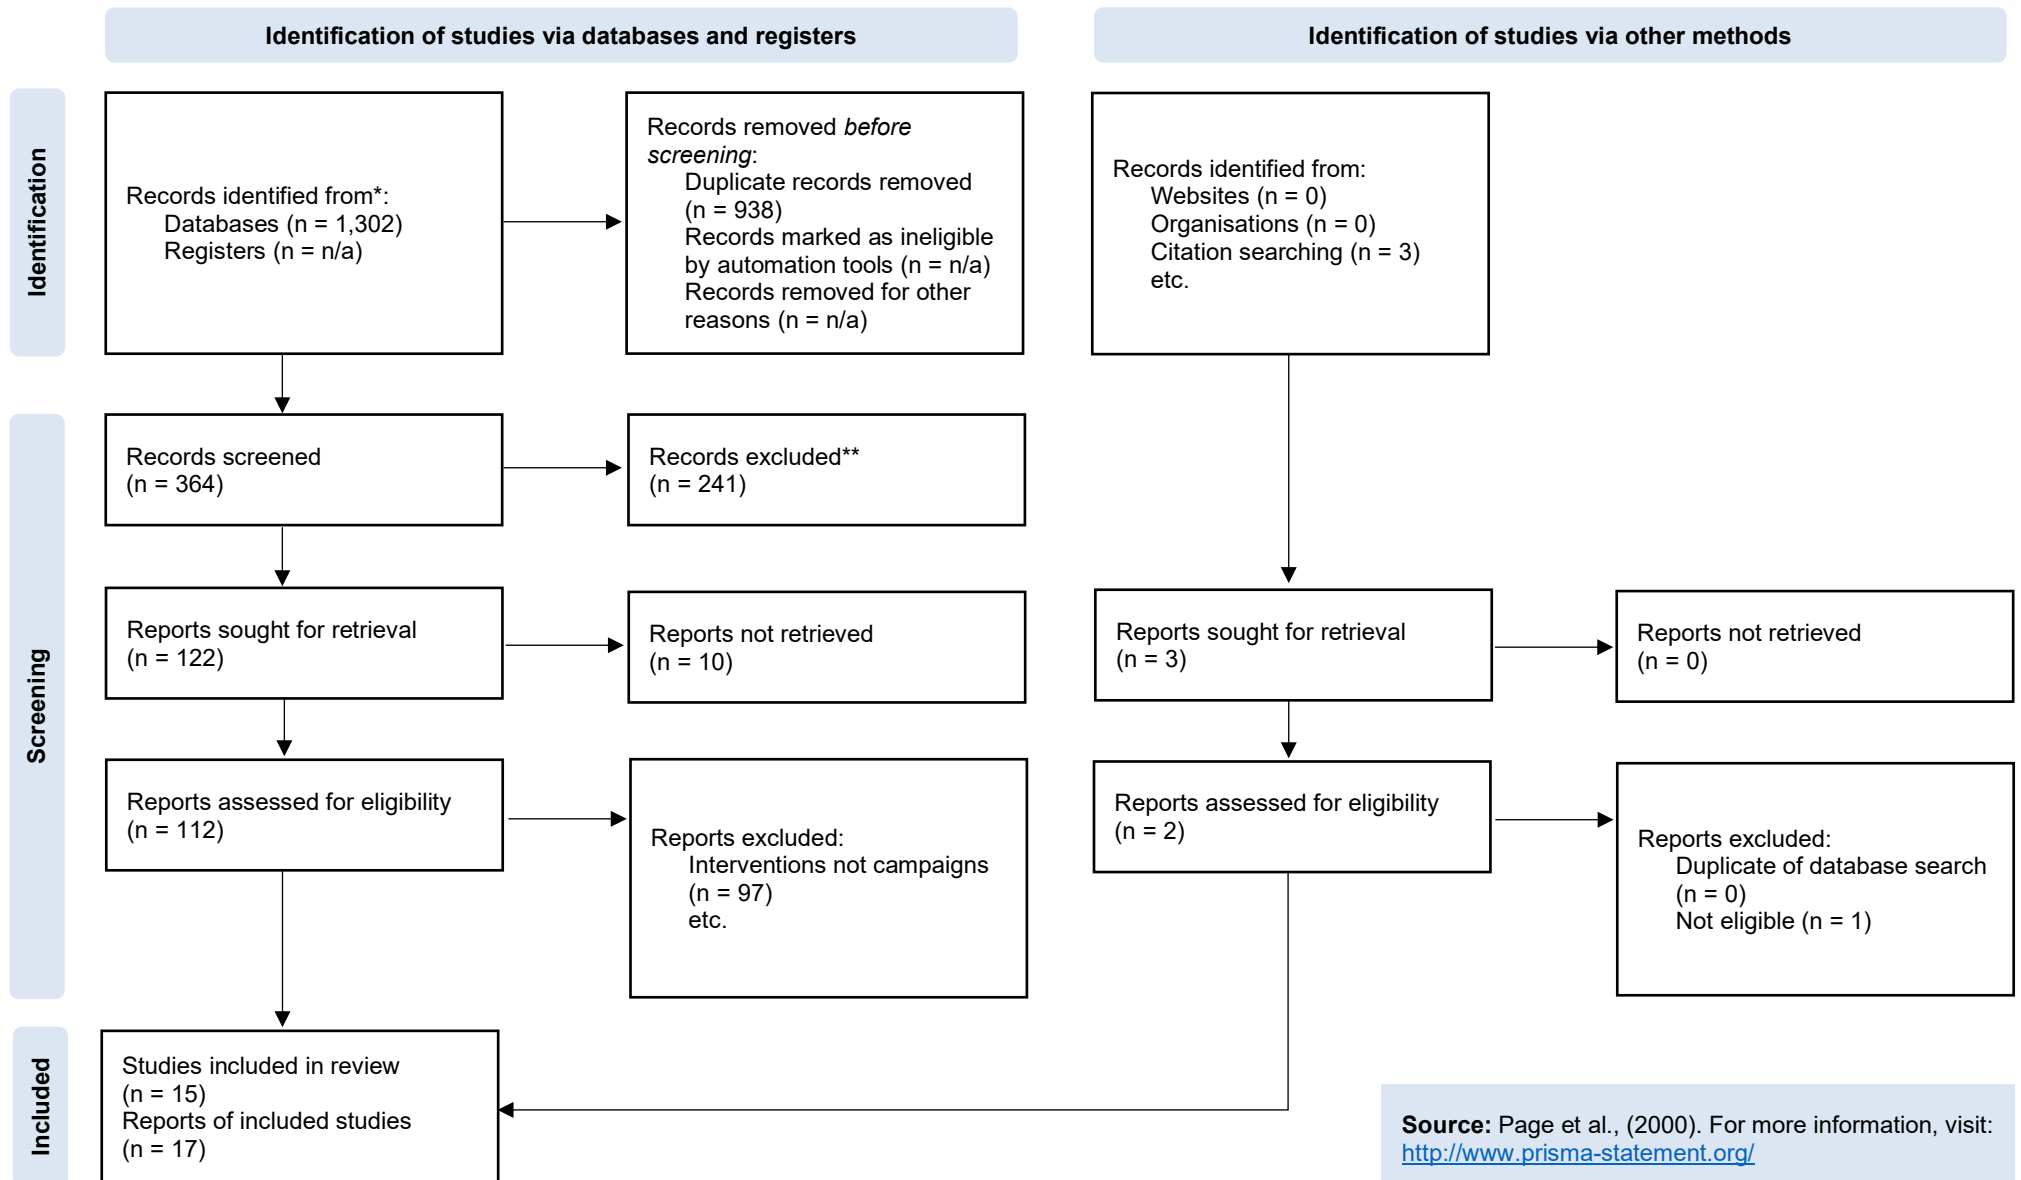 Identification of studies via databases and registers
Identification of studies via other methods
Identification
Records identified from*:
Databases (n = 1,302)
Registers (n = n/a)
Records removed before
screening:
Duplicate records removed
(n = 938)
Records marked as ineligible
by automation tools (n = n/a)
Records removed for other
reasons (n = n/a)
Records identified from:
Websites (n = 0)
Organisations (n = 0)
Citation searching (n = 3)
etc.
Screening
Records screened
(n = 364)
Records excluded**
(n = 241)
Reports sought for retrieval
(n = 122)
Reports not retrieved
(n = 10)
Reports sought for retrieval
(n = 3)
Reports not retrieved
(n = 0)
Reports assessed for eligibility
(n = 112)
Reports excluded:
Interventions not campaigns
(n = 97)
etc.
Reports assessed for eligibility
(n = 2)
Reports excluded:
Duplicate of database search
(n = 0)
Not eligible (n = 1)
Included
Studies included in review
(n = 15)
Reports of included studies
(n = 17)
Source: Page et al., (2000). For more information, visit:
http://www.prisma-statement.org/